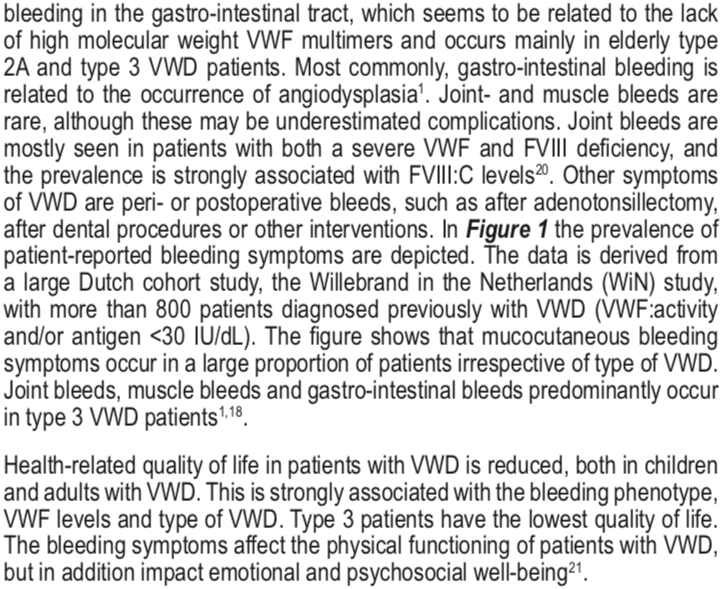 bleeding in the gastro-intestinal tract, which seems to be related to the lack
of high molecular weight VWF multimers and occurs mainly in elderly type
2A and type 3 VWD patients. Most commonly, gastro-intestinal bleeding is
related to the occurrence of angiodysplasia¹. Joint- and muscle bleeds are
rare, although these may be underestimated complications. Joint bleeds are
mostly seen in patients with both a severe VWF and FVIII deficiency, and
the prevalence is strongly associated with FVIII:C levels²⁰. Other symptoms
of VWD are peri- or postoperative bleeds, such as after adenotonsillectomy,
after dental procedures or other interventions. In Figure 1 the prevalence of
patient-reported bleeding symptoms are depicted. The data is derived from
a large Dutch cohort study, the Willebrand in the Netherlands (WiN) study,
with more than 800 patients diagnosed previously with VWD (VWF:activity
and/or antigen <30 IU/dL). The figure shows that mucocutaneous bleeding
symptoms occur in a large proportion of patients irrespective of type of VWD.
Joint bleeds, muscle bleeds and gastro-intestinal bleeds predominantly occur
in type 3 VWD patients¹,¹⁸.
Health-related quality of life in patients with VWD is reduced, both in children
and adults with VWD. This is strongly associated with the bleeding phenotype,
VWF levels and type of VWD. Type 3 patients have the lowest quality of life.
The bleeding symptoms affect the physical functioning of patients with VWD,
but in addition impact emotional and psychosocial well-being²¹.